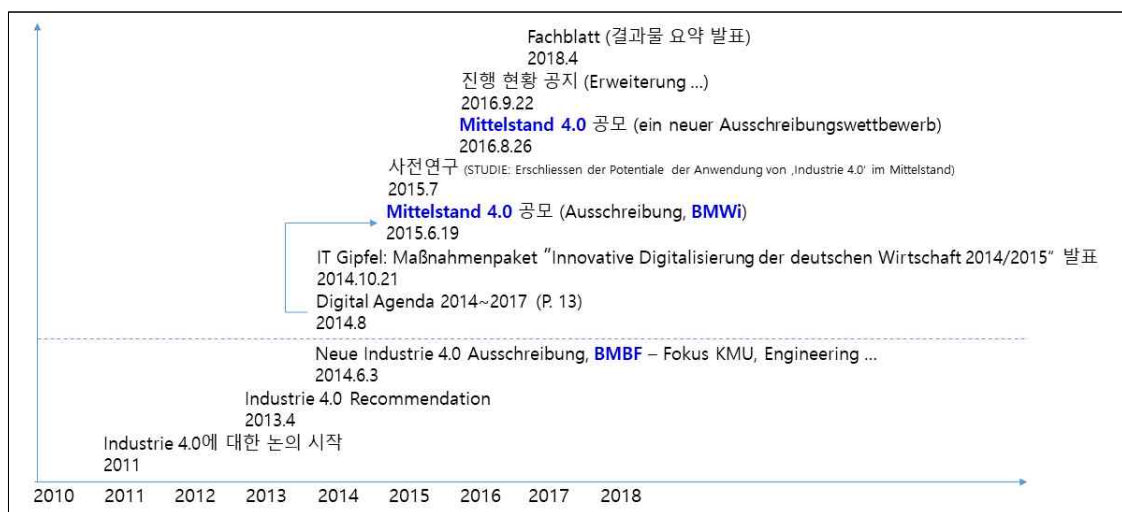 Fachblatt (결과물 요약 발표)
2018.4
진행 현황 공지 (Erweiterung ...)
2016.9.22
Mittelstand 4.0 공모 (ein neuer Ausschreibungswettbewerb)
2016.8.26
사전연구 (STUDIE: Erschliessen der Potentiale der Anwendung von ‚Industrie 4.0' im Mittelstand)
2015.7
Mittelstand 4.0 공모 (Ausschreibung, BMWi)
2015.6.19
IT Gipfel: Maßnahmenpaket "Innovative Digitalisierung der deutschen Wirtschaft 2014/2015" 발표
2014.10.21
Digital Agenda 2014~2017 (P. 13)
2014.8
Neue Industrie 4.0 Ausschreibung, BMBF – Fokus KMU, Engineering ...
2014.6.3
Industrie 4.0 Recommendation
2013.4
Industrie 4.0에 대한 논의 시작
2011
2010 2011 2012 2013 2014 2015 2016 2017 2018